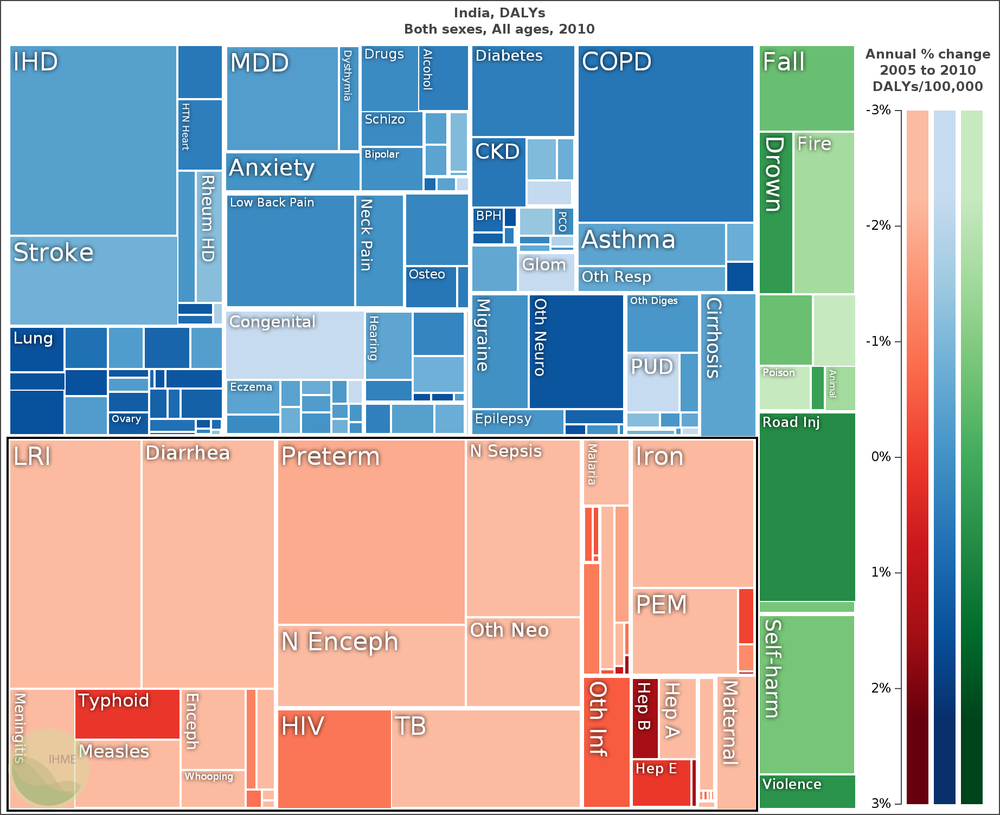 India, DALYs
Both sexes, All ages, 2010
IHD
HTN Heart
Rheum HD
Stroke
Lung
Ovary
MDD
Dysthymia
Drugs
Alcohol
Schizo
Bipolar
Anxiety
Low Back Pain
Neck Pain
Osteo
Congenital
Hearing
Eczema
Diabetes
CKD
BPH
PCO
Glom
COPD
Asthma
Oth Resp
Migraine
Oth Neuro
Epilepsy
Oth Diges
PUD
Cirrhosis
Fall
Drown
Fire
Poison
Animal
Road Inj
Self-harm
Violence
LRI
Diarrhea
Meningitis
Typhoid
Measles
Enceph
Whooping
IHME
Preterm
N Sepsis
N Enceph
Oth Neo
HIV
TB
Malaria
Iron
PEM
Oth Inf
Hep B
Hep A
Hep E
Maternal
Annual % change
2005 to 2010
DALYs/100,000
-3%
-2%
-1%
0%
1%
2%
3%